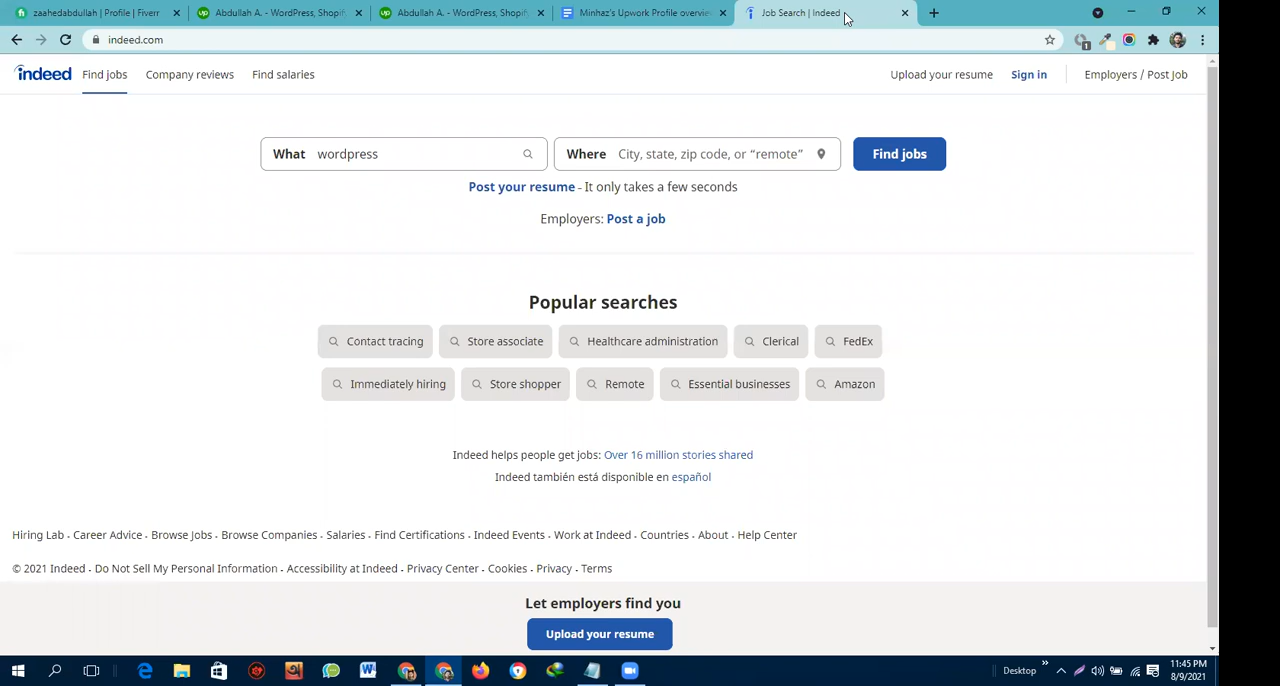 zaahedabdullah | Profile | Fiverr
Abdullah A. - WordPress, Shopif
Abdullah A. - WordPress, Shopif
Minhaz's Upwork Profile overvie
Job Search | Indeed
indeed.com
1
indeed
Find jobs
Company reviews
Find salaries
Upload your resume
Sign in
Employers / Post Job
What wordpress
Where City, state, zip code, or “remote”
Find jobs
Post your resume - It only takes a few seconds
Employers: Post a job
Popular searches
Contact tracing
Store associate
Healthcare administration
Clerical
FedEx
Immediately hiring
Store shopper
Remote
Essential businesses
Amazon
Indeed helps people get jobs: Over 16 million stories shared
Indeed también está disponible en español
Hiring Lab - Career Advice - Browse Jobs - Browse Companies - Salaries - Find Certifications - Indeed Events - Work at Indeed - Countries - About - Help Center
© 2021 Indeed - Do Not Sell My Personal Information - Accessibility at Indeed - Privacy Center - Cookies - Privacy - Terms
Let employers find you
Upload your resume
Desktop
11:45 PM
8/9/2021